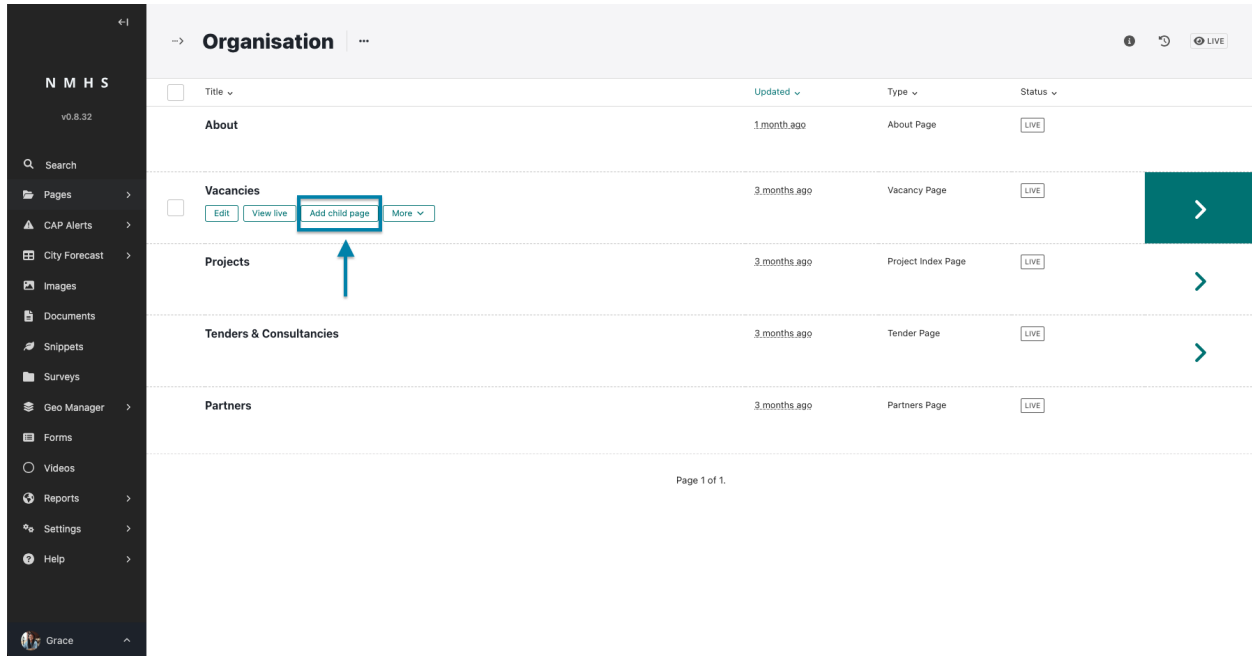 Organisation
LIVE
N M H S
v0.8.32
Search
Pages
CAP Alerts
City Forecast
Images
Documents
Snippets
Surveys
Geo Manager
Forms
Videos
Reports
Settings
Help
Grace
Title Updated Type Status
About 1 month ago About Page LIVE
Vacancies 3 months ago Vacancy Page LIVE
Edit View live Add child page More
Projects 3 months ago Project Index Page LIVE
Tenders & Consultancies 3 months ago Tender Page LIVE
Partners 3 months ago Partners Page LIVE
Page 1 of 1.